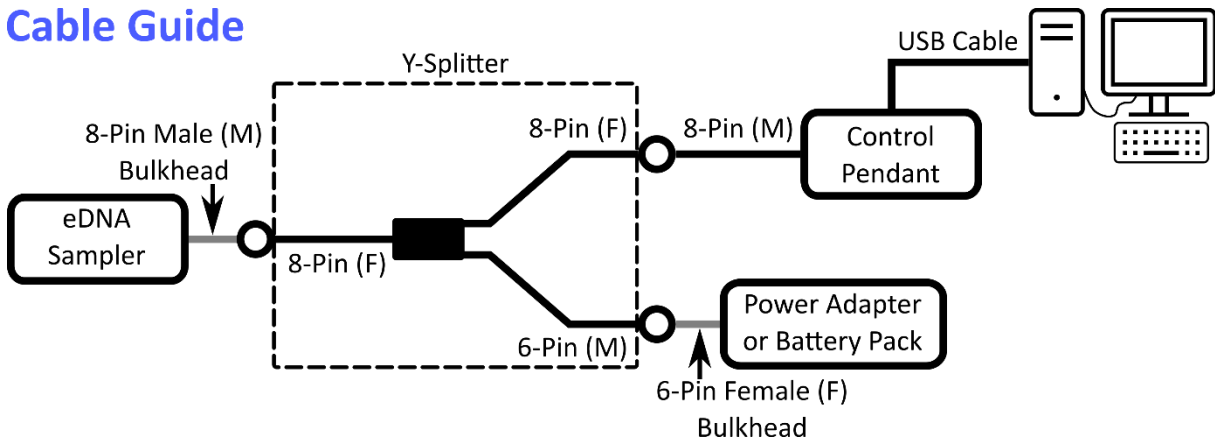 Cable Guide
Y-Splitter
USB Cable
8-Pin Male (M)
Bulkhead
8-Pin (F)
8-Pin (M)
Control
Pendant
eDNA
Sampler
8-Pin (F)
6-Pin (M)
Power Adapter
or Battery Pack
6-Pin Female (F)
Bulkhead